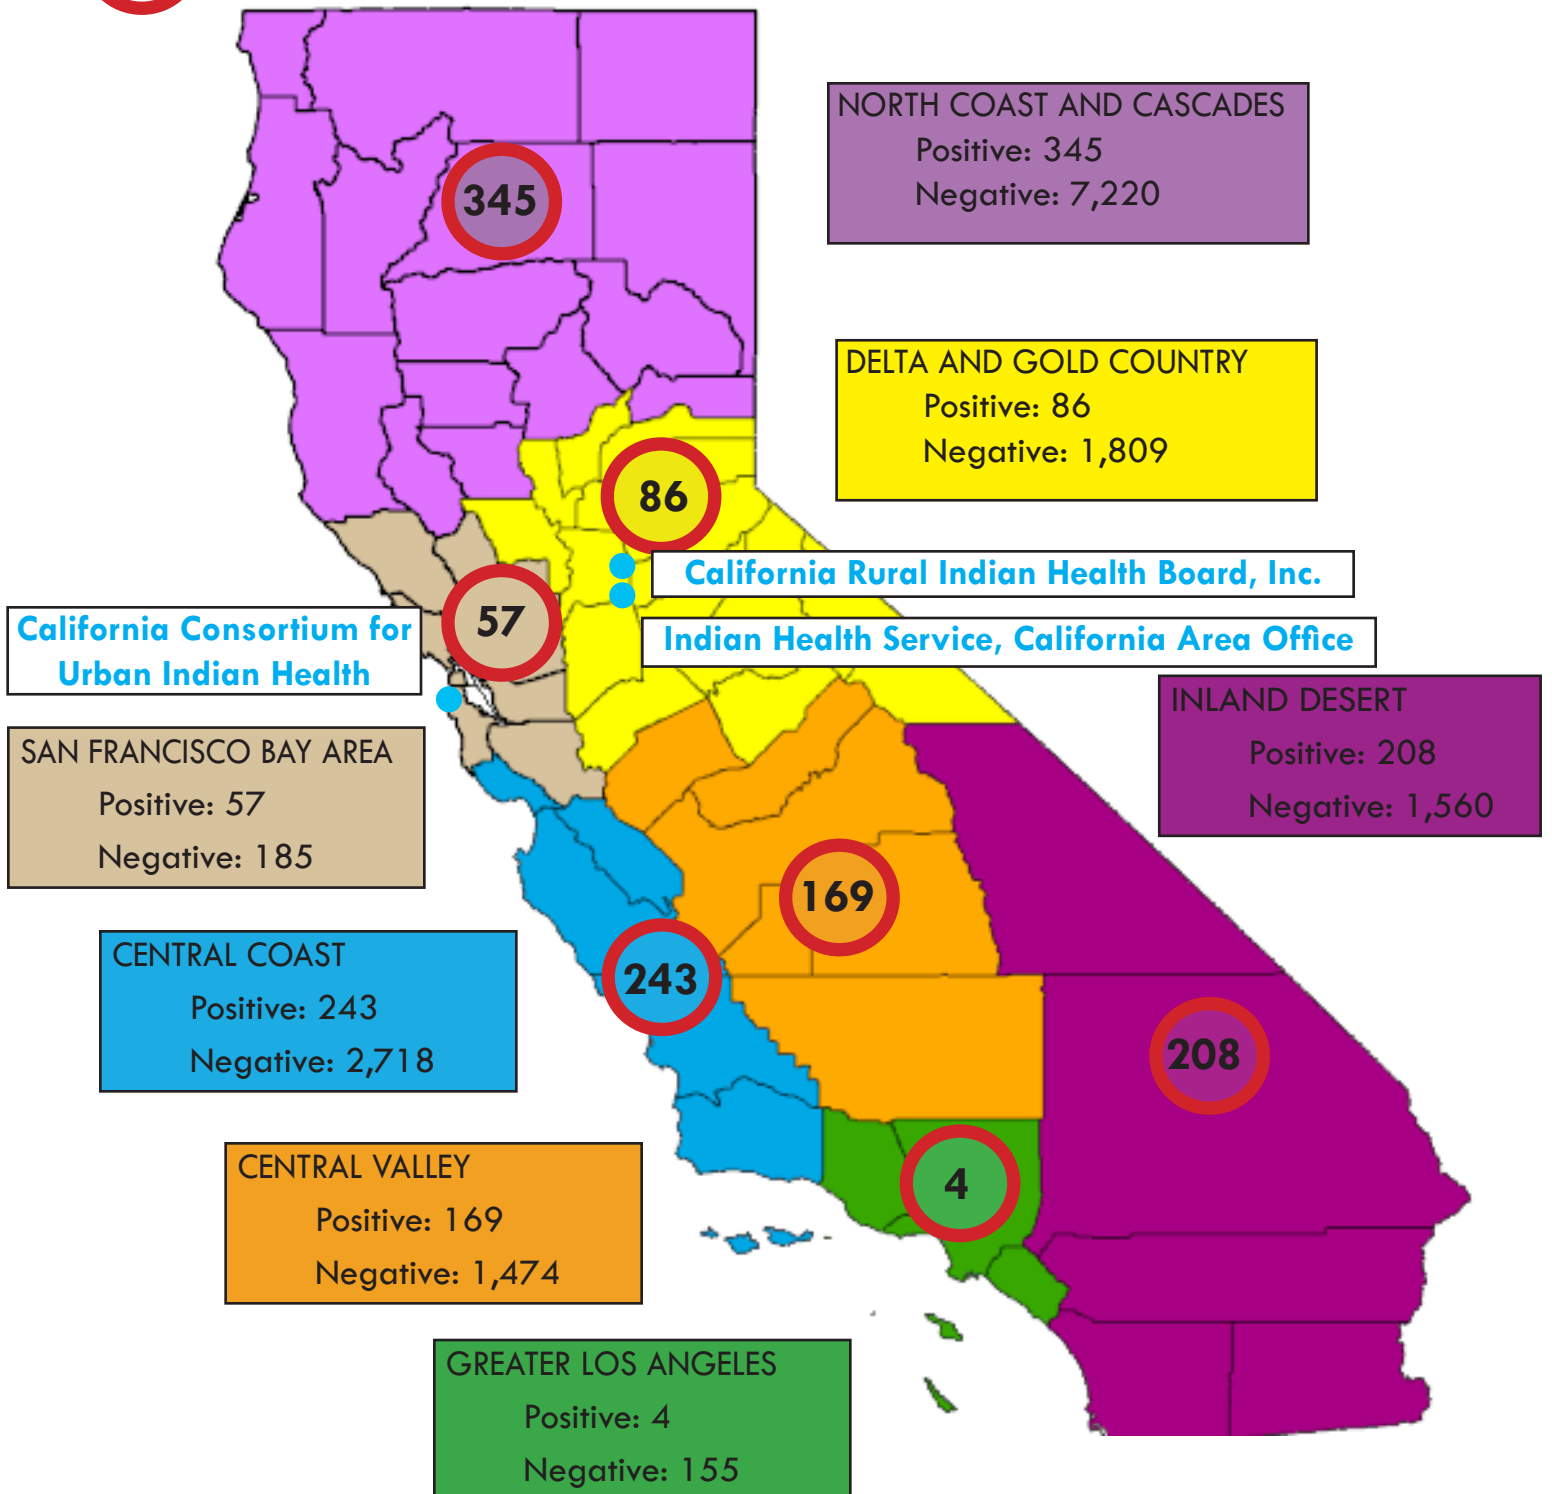 NORTH COAST AND CASCADES
Positive: 345
Negative: 7,220
345
DELTA AND GOLD COUNTRY
Positive: 86
Negative: 1,809
86
California Rural Indian Health Board, Inc.
57
California Consortium for
Urban Indian Health
Indian Health Service, California Area Office
INLAND DESERT
Positive: 208
Negative: 1,560
SAN FRANCISCO BAY AREA
Positive: 57
Negative: 185
169
CENTRAL COAST
Positive: 243
Negative: 2,718
243
208
CENTRAL VALLEY
Positive: 169
Negative: 1,474
4
GREATER LOS ANGELES
Positive: 4
Negative: 155